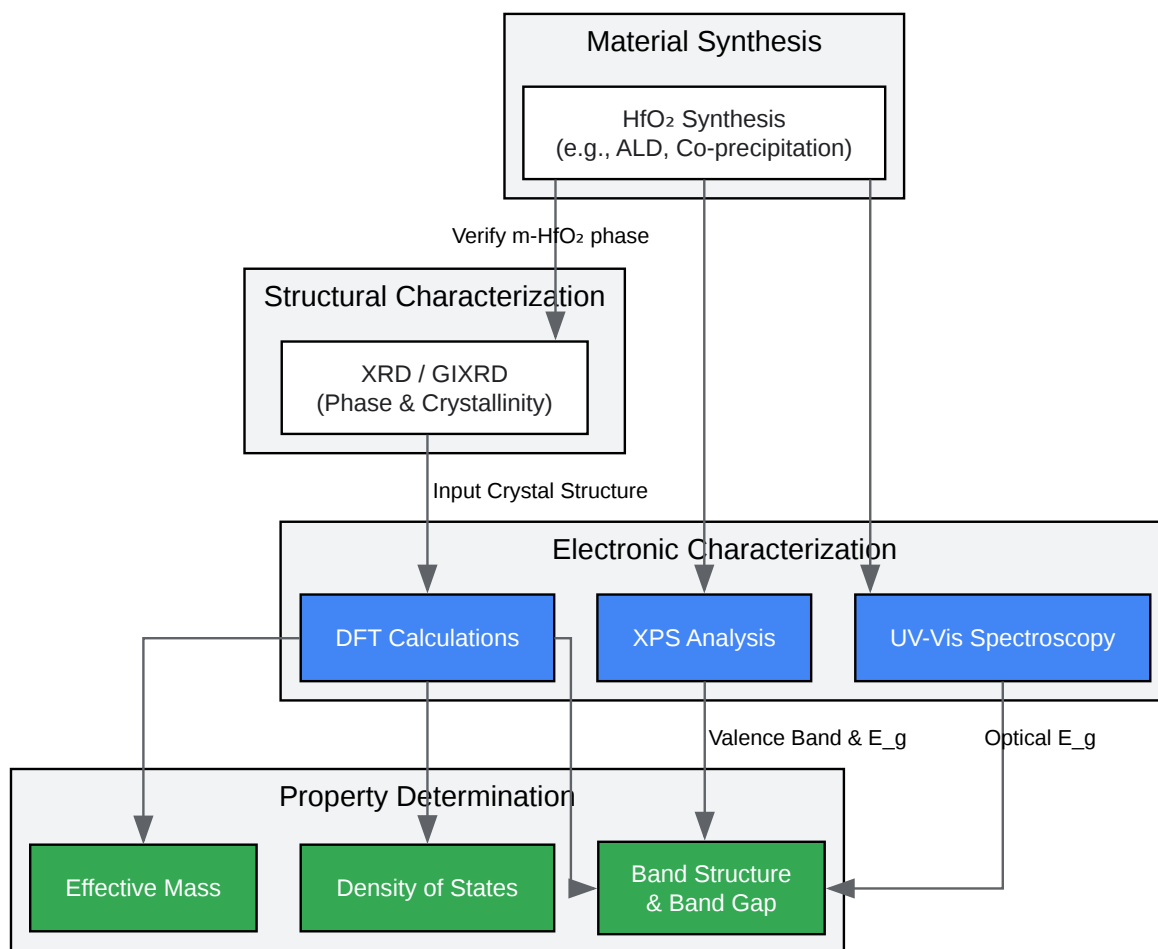 Material Synthesis
HfO₂ Synthesis
(e.g., ALD, Co-precipitation)
Verify m-HfO₂ phase
Structural Characterization
XRD / GIXRD
(Phase & Crystallinity)
Input Crystal Structure
Electronic Characterization
DFT Calculations
XPS Analysis
UV-Vis Spectroscopy
Valence Band & E_g
Optical E_g
Property Determination
Effective Mass
Density of States
Band Structure
& Band Gap